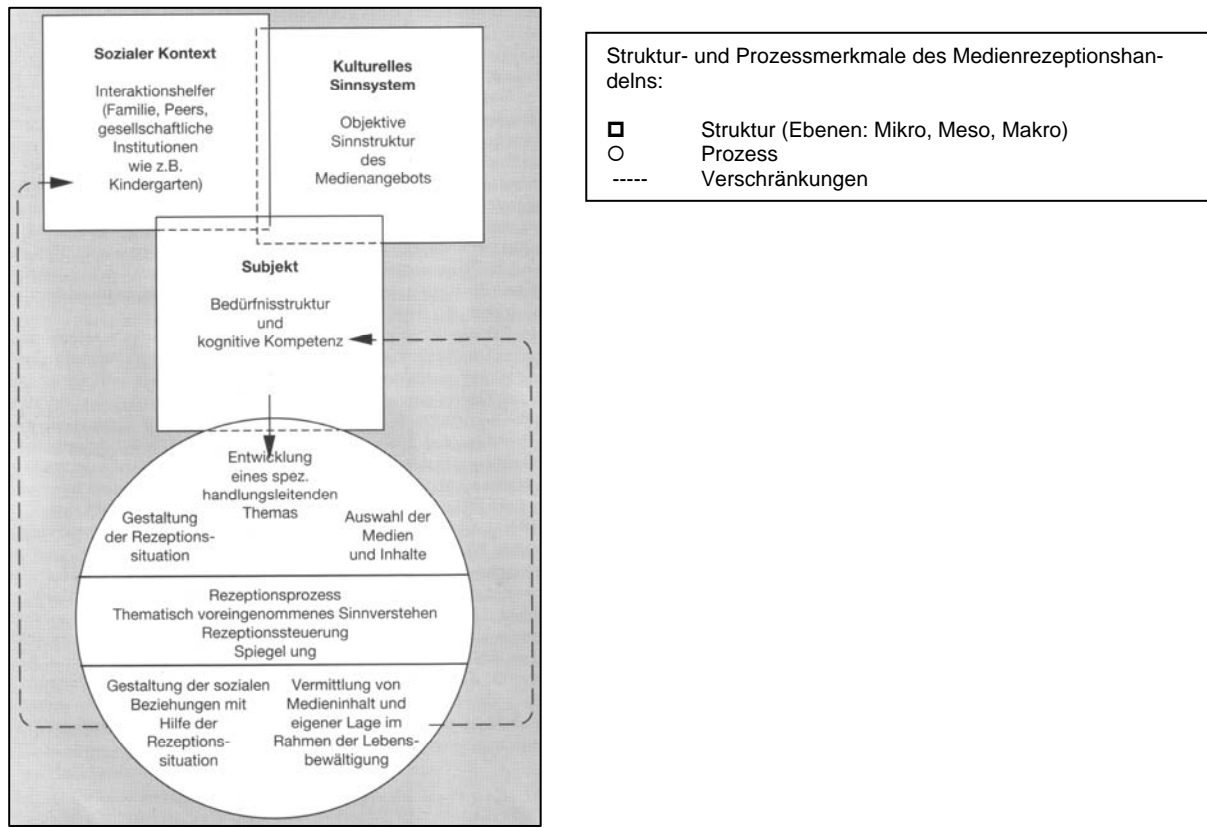 Sozialer Kontext
Interaktionshelfer
(Familie, Peers,
gesellschaftliche
Institutionen
wie z.B.
Kindergarten)
Kulturelles
Sinnsystem
Objektive
Sinnstruktur
des
Medienangebots
Subjekt
Bedürfnisstruktur
und
kognitive Kompetenz
Entwicklung
eines spez.
handlungsleitenden
Themas
Gestaltung
der Rezeptions-
situation
Auswahl der
Medien
und Inhalte
Rezeptionsprozess
Thematisch voreingenommenes Sinnverstehen
Rezeptionssteuerung
Spiegel ung
Gestaltung der sozialen
Beziehungen mit
Hilfe der
Rezeptions-
situation
Vermittlung von
Medieninhalt und
eigener Lage im
Rahmen der Lebens-
bewältigung
Struktur- und Prozessmerkmale des Medienrezeptionshan-
delns:
Struktur (Ebenen: Mikro, Meso, Makro)
Prozess
----- Verschränkungen